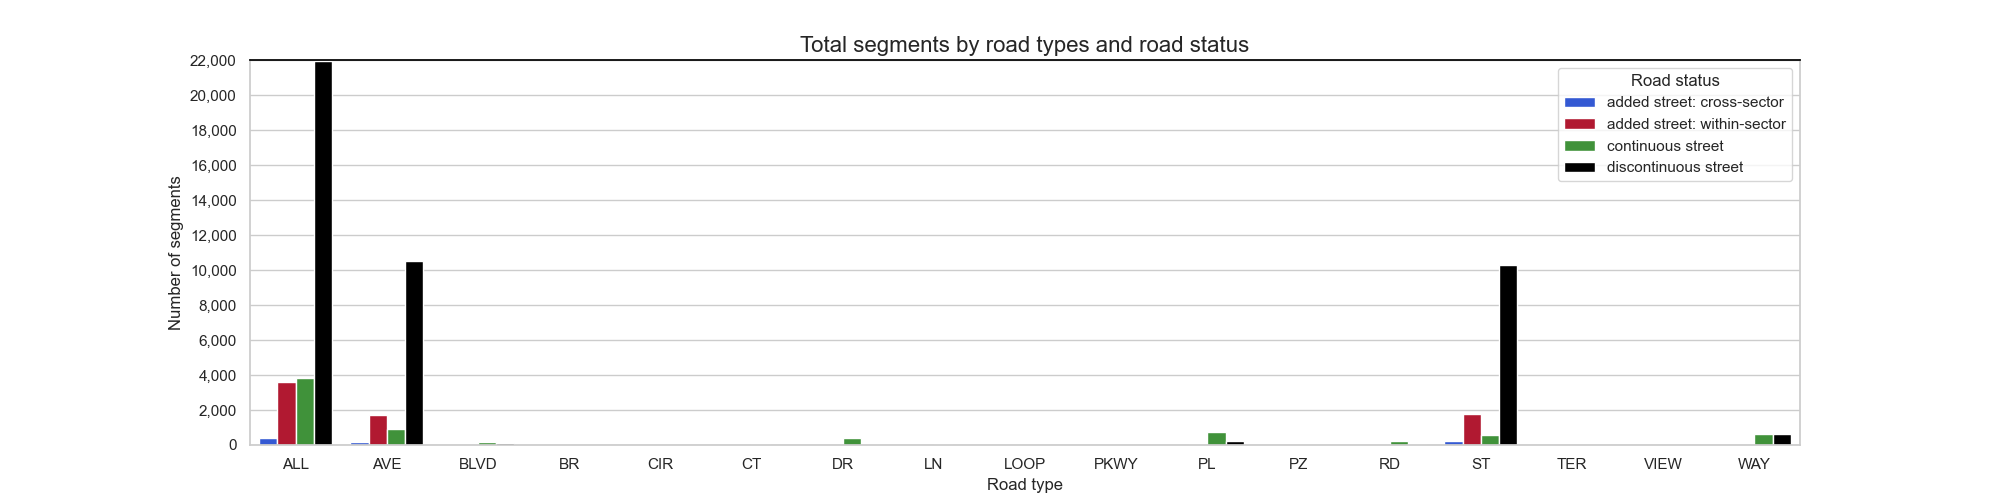 Total segments by road types and road status
22,000
20,000
18,000
16,000
14,000
12,000
10,000
8,000
6,000
4,000
2,000
0
Number of segments
Road status
added street: cross-sector
added street: within-sector
continuous street
discontinuous street
ALL AVE BLVD BR CIR CT DR LN LOOP PKWY PL PZ RD ST TER VIEW WAY
Road type